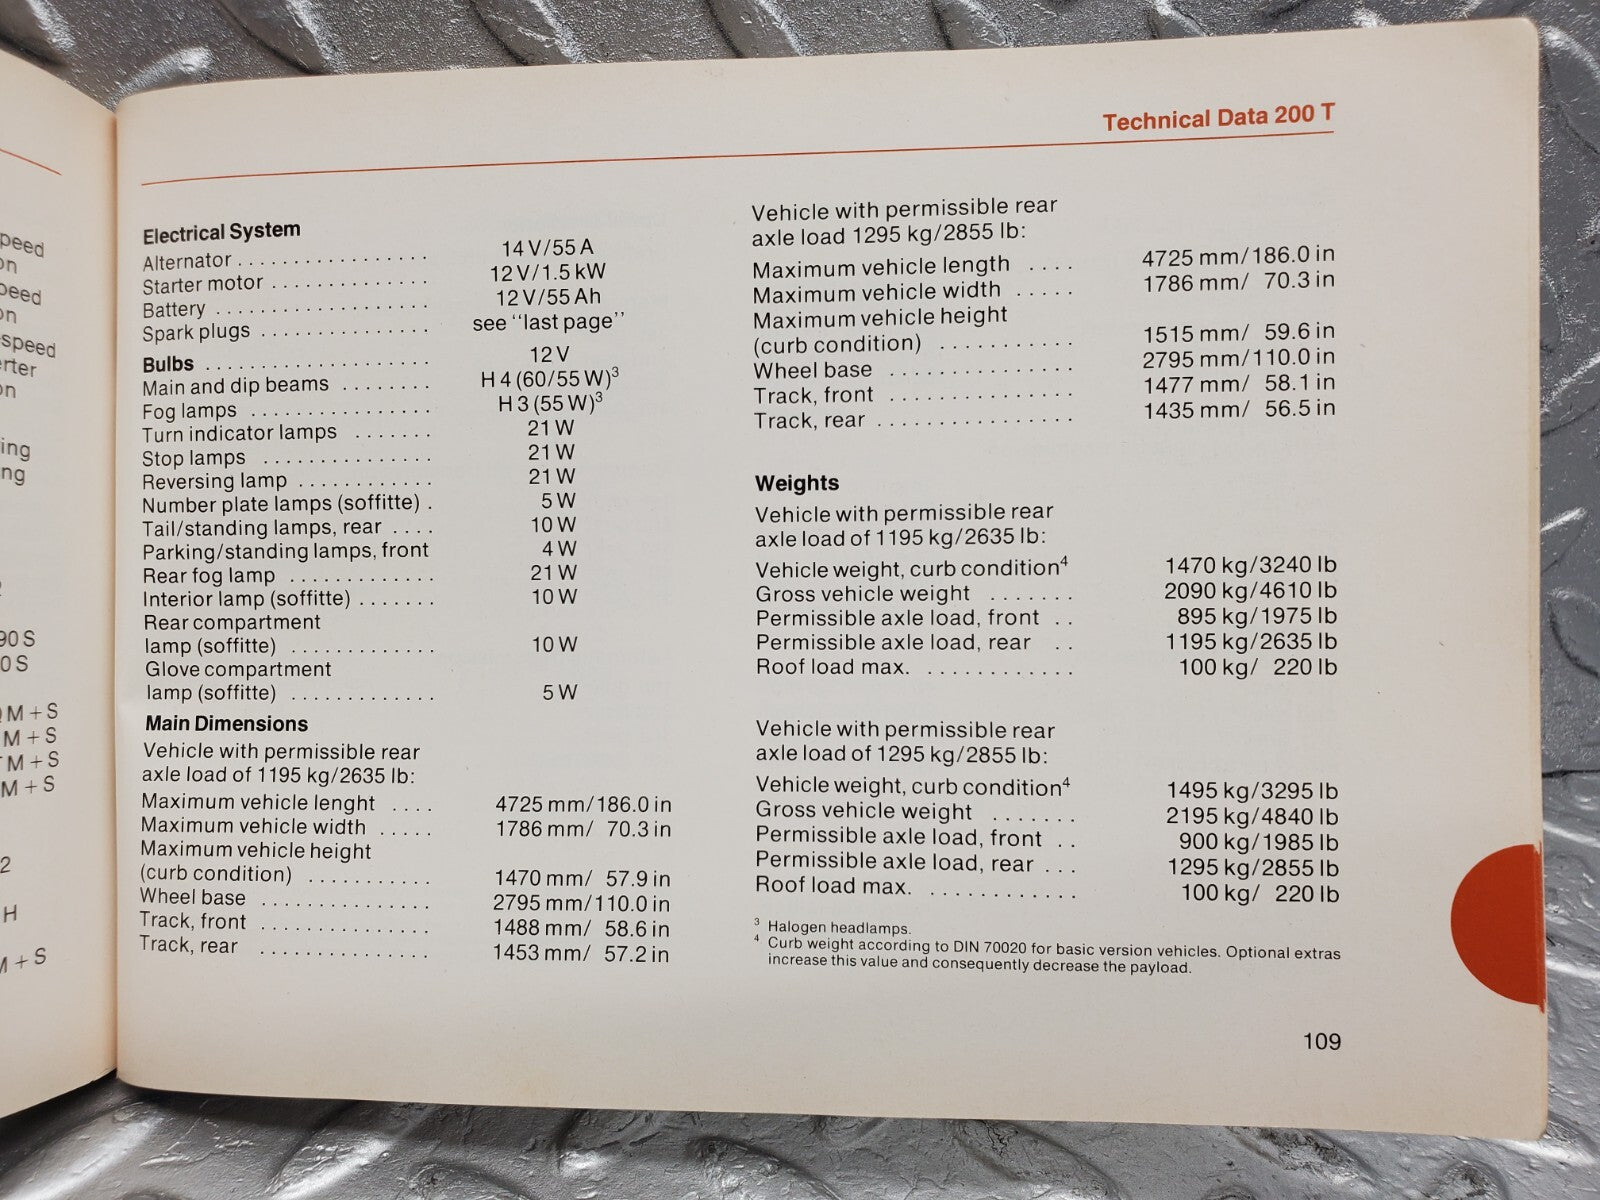 peed
on
peed
on
speed
rter
on
ing
ng
90 S
0 S
M + S
M + S
M + S
M + S
2
H
M + S
Technical Data 200 T
Electrical System
Alternator . . . . . . . . . . . . . . . . . 14 V/55 A
Starter motor . . . . . . . . . . . . . . 12 V/1.5 kW
Battery . . . . . . . . . . . . . . . . . . . 12 V/55 Ah
Spark plugs . . . . . . . . . . . . . . . see "last page"
Bulbs . . . . . . . . . . . . . . . . . . . . 12 V
Main and dip beams . . . . . . . . H 4 (60/55 W)³
Fog lamps . . . . . . . . . . . . . . . . H 3 (55 W)³
Turn indicator lamps . . . . . . . 21 W
Stop lamps . . . . . . . . . . . . . . . 21 W
Reversing lamp . . . . . . . . . . . . 21 W
Number plate lamps (soffitte) . 5 W
Tail/standing lamps, rear . . . . 10 W
Parking/standing lamps, front 4 W
Rear fog lamp . . . . . . . . . . . . . 21 W
Interior lamp (soffitte) . . . . . . . 10 W
Rear compartment
lamp (soffitte) . . . . . . . . . . . . . 10 W
Glove compartment
lamp (soffitte) . . . . . . . . . . . . . 5 W
Main Dimensions
Vehicle with permissible rear
axle load of 1195 kg/2635 lb:
Maximum vehicle lenght . . . . 4725 mm/186.0 in
Maximum vehicle width . . . . . 1786 mm/ 70.3 in
Maximum vehicle height
(curb condition) . . . . . . . . . . . 1470 mm/ 57.9 in
Wheel base . . . . . . . . . . . . . . . 2795 mm/110.0 in
Track, front . . . . . . . . . . . . . . . 1488 mm/ 58.6 in
Track, rear . . . . . . . . . . . . . . . 1453 mm/ 57.2 in
Vehicle with permissible rear
axle load 1295 kg/2855 lb:
Maximum vehicle length . . . . 4725 mm/186.0 in
Maximum vehicle width . . . . . 1786 mm/ 70.3 in
Maximum vehicle height
(curb condition) . . . . . . . . . . . . 1515 mm/ 59.6 in
Wheel base . . . . . . . . . . . . . . . . 2795 mm/110.0 in
Track, front . . . . . . . . . . . . . . . . 1477 mm/ 58.1 in
Track, rear . . . . . . . . . . . . . . . . 1435 mm/ 56.5 in
Weights
Vehicle with permissible rear
axle load of 1195 kg/2635 lb:
Vehicle weight, curb condition⁴ 1470 kg/3240 lb
Gross vehicle weight . . . . . . . 2090 kg/4610 lb
Permissible axle load, front . . 895 kg/1975 lb
Permissible axle load, rear . . 1195 kg/2635 lb
Roof load max. . . . . . . . . . . . . 100 kg/ 220 lb
Vehicle with permissible rear
axle load of 1295 kg/2855 lb:
Vehicle weight, curb condition⁴ 1495 kg/3295 lb
Gross vehicle weight . . . . . . . 2195 kg/4840 lb
Permissible axle load, front . . 900 kg/1985 lb
Permissible axle load, rear . . . 1295 kg/2855 lb
Roof load max. . . . . . . . . . . . . 100 kg/ 220 lb
³ Halogen headlamps.
⁴ Curb weight according to DIN 70020 for basic version vehicles. Optional extras
increase this value and consequently decrease the payload.
109